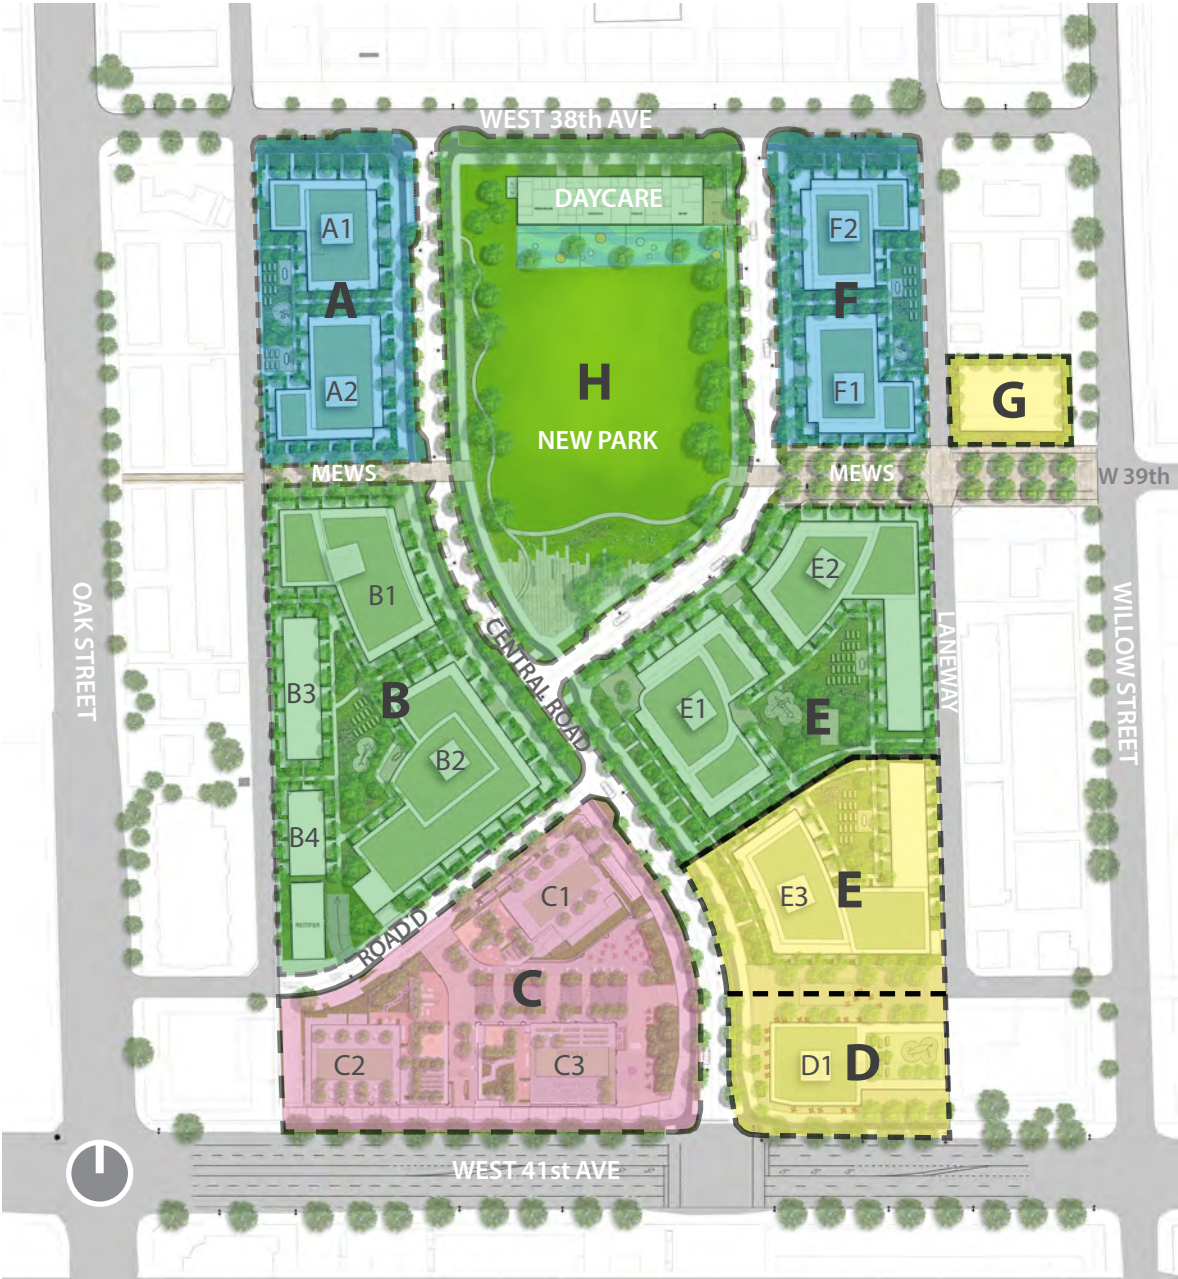 WEST 38th AVE
DAYCARE
A1
F2
A
F
H
A2
F1
G
NEW PARK
MEWS
MEWS
W 39th
OAK STREET
B1
E2
CENTRAL ROAD
LANEWAY
WILLOW STREET
B3
B
E1
E
B2
B4
E3
E
C1
RECTIFIER
ROAD D
C
C2
C3
D1
D
WEST 41st AVE